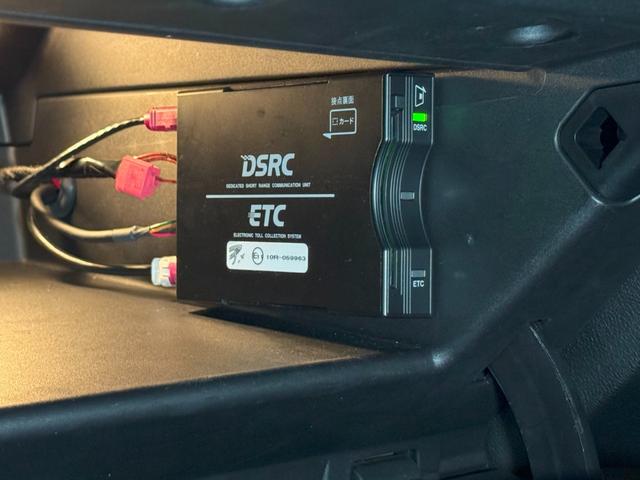 接点裏面
カード
DSRC
DSRC
DEDICATED SHORT RANGE COMMUNICATION UNIT
ETC
ELECTRONIC TOLL COLLECTION SYSTEM
E13 10R-059963
ETC